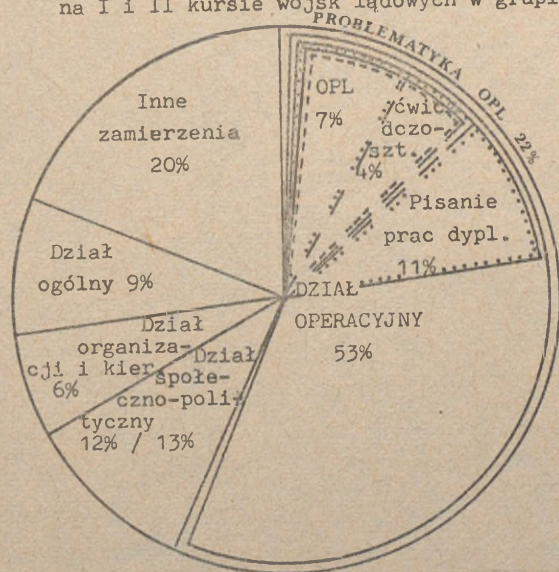 na I i II kursie wojsk lądowych w grupi
PROBLEMATYKA OPL 22%
OPL
7%
ćwic
dczo-
szt.
4%
Pisanie
prac dypl.
11%
Inne
zamierzenia
20%
Dział
ogólny 9%
Dział
organiza-
cji i kier.
6%
Dział
społe-
czno-poli-
tyczny
12% / 13%
DZIAŁ
OPERACYJNY
53%